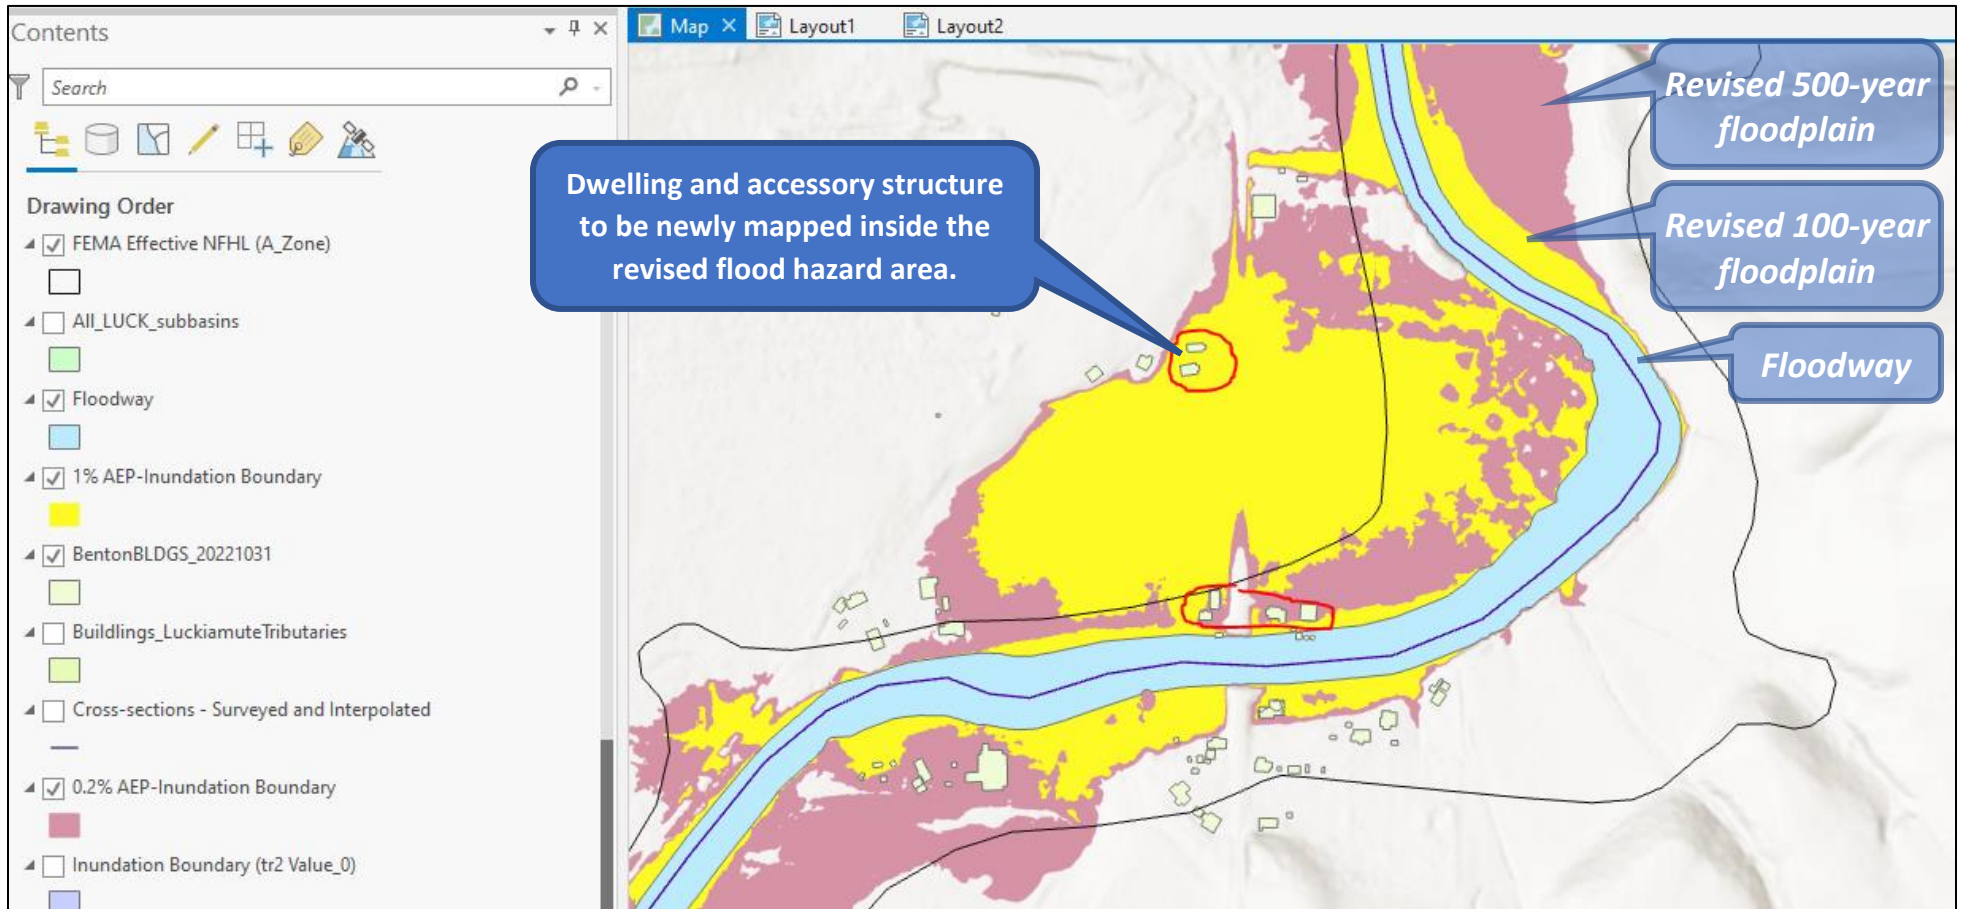 Contents
Search
Drawing Order
FEMA Effective NFHL (A_Zone)
All_LUCK_subbasins
Floodway
1% AEP-Inundation Boundary
BentonBLDGS_20221031
Buildlings_LuckiamuteTributaries
Cross-sections - Surveyed and Interpolated
0.2% AEP-Inundation Boundary
Inundation Boundary (tr2 Value_0)
Map
Layout1
Layout2
Dwelling and accessory structure
to be newly mapped inside the
revised flood hazard area.
Revised 500-year
floodplain
Revised 100-year
floodplain
Floodway